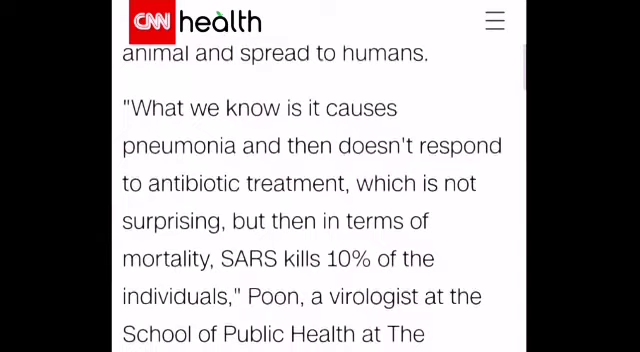 CNN health
animal and spread to humans.
"What we know is it causes
pneumonia and then doesn't respond
to antibiotic treatment, which is not
surprising, but then in terms of
mortality, SARS kills 10% of the
individuals," Poon, a virologist at the
School of Public Health at The